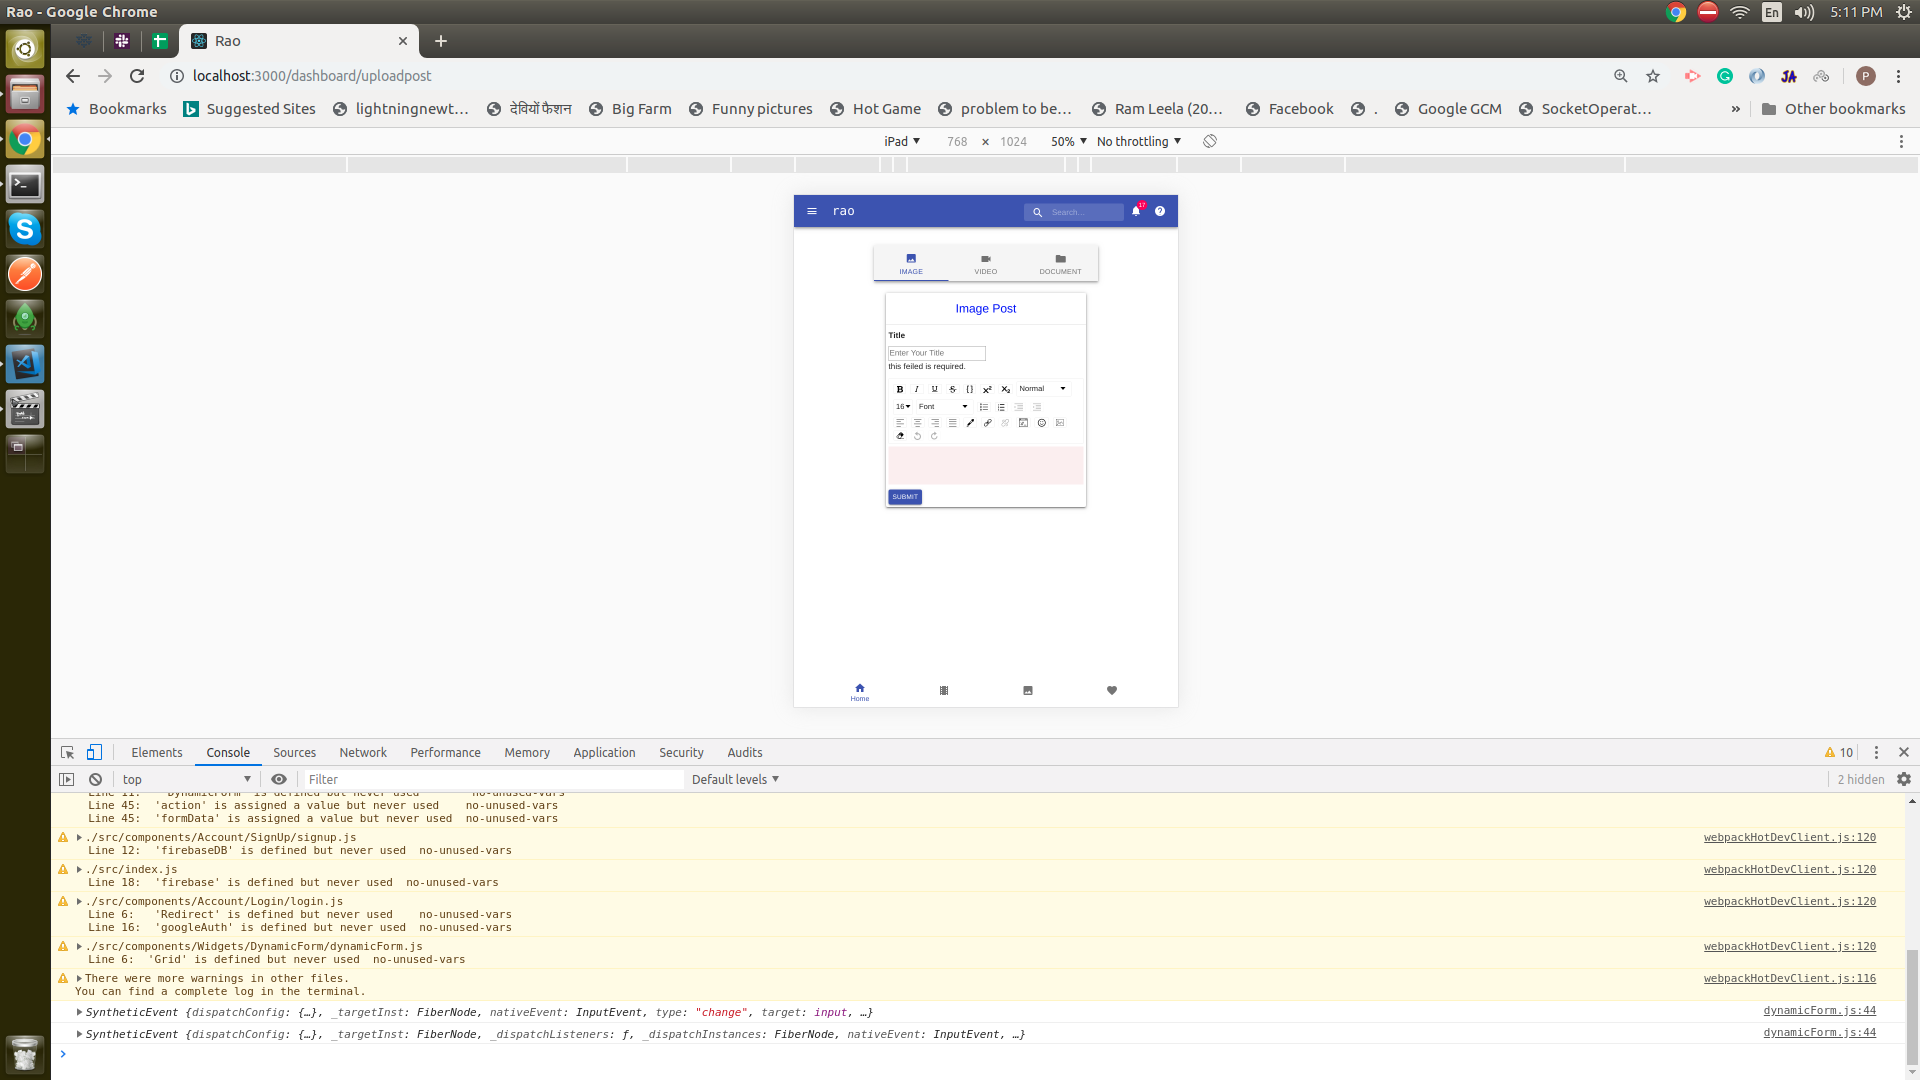 Rao - Google Chrome
En
5:11 PM
Rao
localhost:3000/dashboard/uploadpost
P
Bookmarks
Suggested Sites
lightningnewt...
देवियों फैशन
Big Farm
Funny pictures
Hot Game
problem to be...
Ram Leela (20...
Facebook
.
Google GCM
SocketOperat...
»
Other bookmarks
iPad
768 × 1024
50%
No throttling
rao
Search...
17
IMAGE
VIDEO
DOCUMENT
Image Post
Title
Enter Your Title
this feiled is required.
B I U S {} x² X₂ Normal
16 Font
SUBMIT
Home
Elements
Console
Sources
Network
Performance
Memory
Application
Security
Audits
10
top
Filter
Default levels
2 hidden
Line 45: 'action' is assigned a value but never used no-unused-vars
Line 45: 'formData' is assigned a value but never used no-unused-vars
./src/components/Account/SignUp/signup.js webpackHotDevClient.js:120
Line 12: 'firebaseDB' is defined but never used no-unused-vars
./src/index.js webpackHotDevClient.js:120
Line 18: 'firebase' is defined but never used no-unused-vars
./src/components/Account/Login/login.js webpackHotDevClient.js:120
Line 6: 'Redirect' is defined but never used no-unused-vars
Line 16: 'googleAuth' is defined but never used no-unused-vars
./src/components/Widgets/DynamicForm/dynamicForm.js webpackHotDevClient.js:120
Line 6: 'Grid' is defined but never used no-unused-vars
There were more warnings in other files. webpackHotDevClient.js:116
You can find a complete log in the terminal.
SyntheticEvent {dispatchConfig: {…}, _targetInst: FiberNode, nativeEvent: InputEvent, type: "change", target: input, …} dynamicForm.js:44
SyntheticEvent {dispatchConfig: {…}, _targetInst: FiberNode, _dispatchListeners: ƒ, _dispatchInstances: FiberNode, nativeEvent: InputEvent, …} dynamicForm.js:44